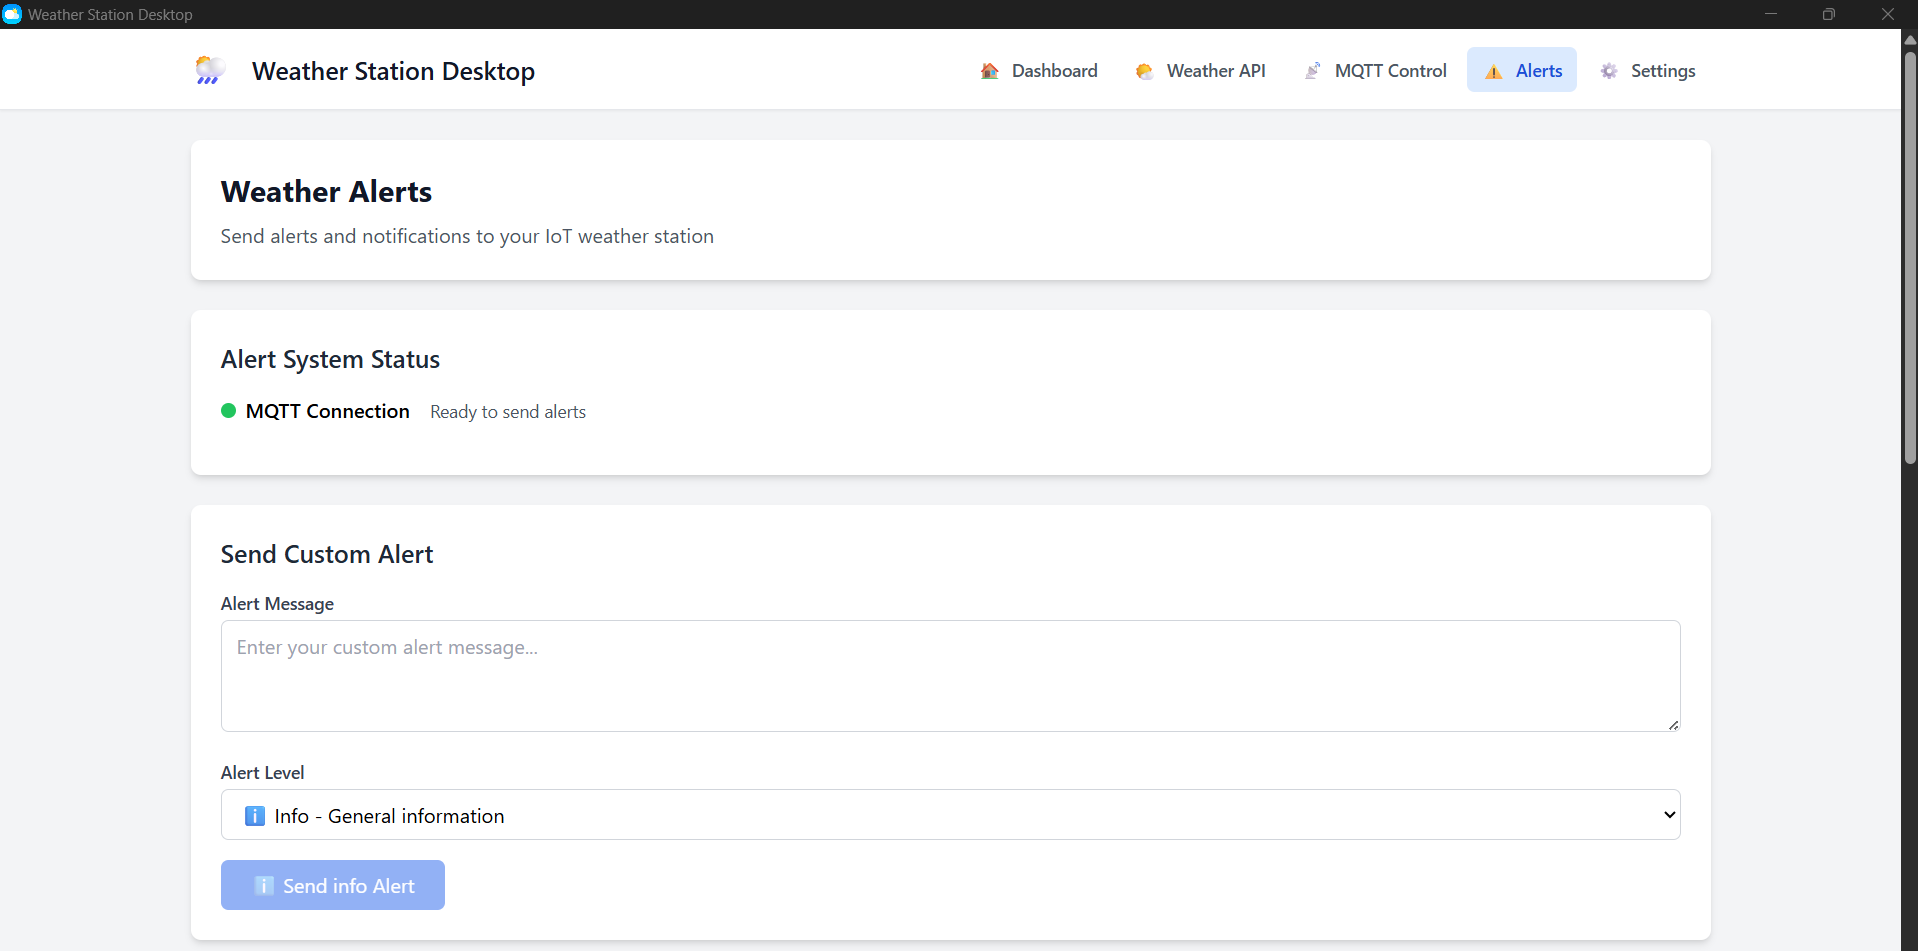 Weather Station Desktop
Weather Station Desktop
Dashboard
Weather API
MQTT Control
Alerts
Settings
Weather Alerts
Send alerts and notifications to your IoT weather station
Alert System Status
MQTT Connection Ready to send alerts
Send Custom Alert
Alert Message
Enter your custom alert message...
Alert Level
ℹ️ Info - General information
ℹ️ Send info Alert